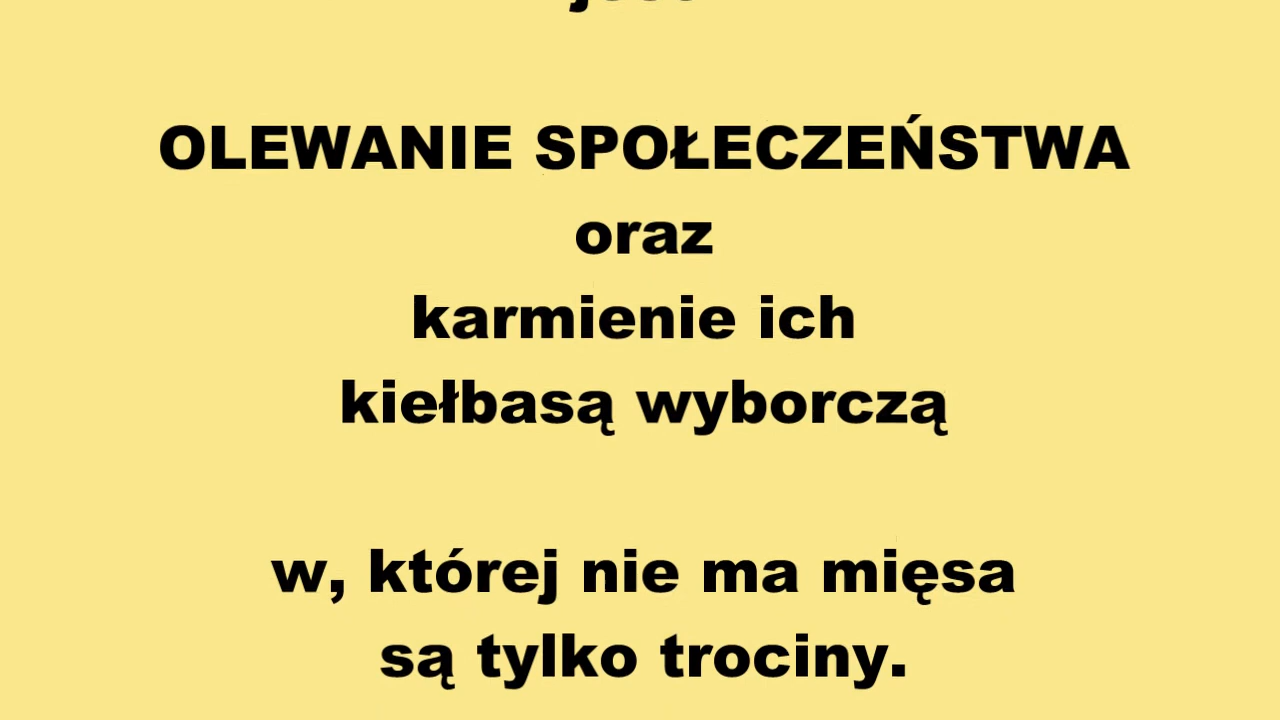 OLEWANIE SPOŁECZEŃSTWA
oraz
karmienie ich
kiełbasą wyborczą
w, której nie ma mięsa
są tylko trociny.